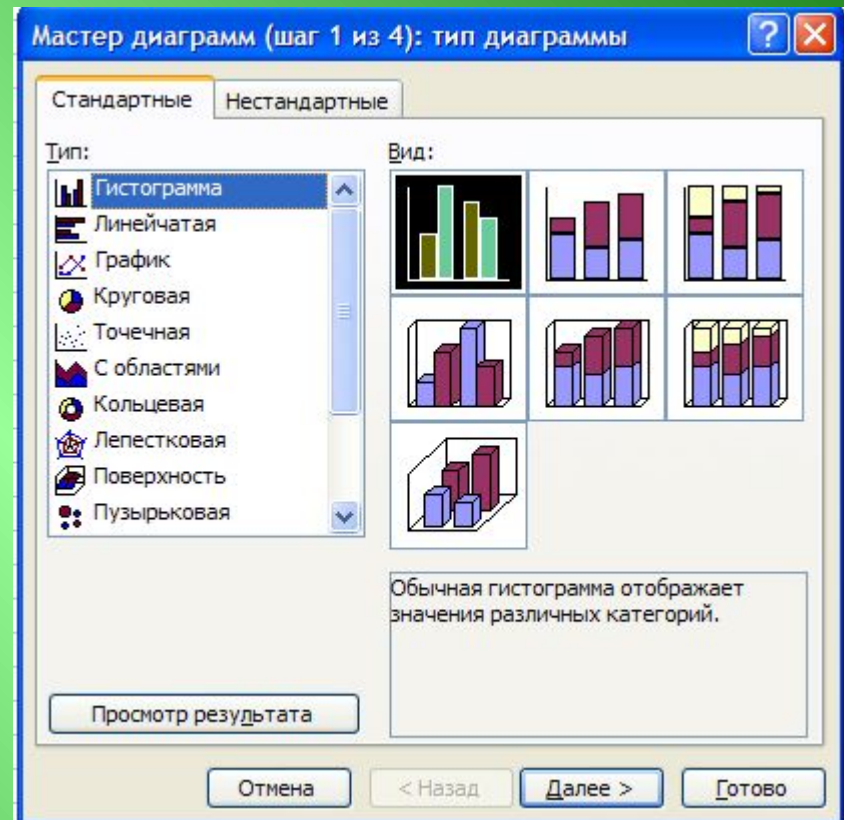 Мастер диаграмм (шаг 1 из 4): тип диаграммы
Стандартные Нестандартные
Тип:
Гистограмма
Линейчатая
График
Круговая
Точечная
С областями
Кольцевая
Лепестковая
Поверхность
Пузырьковая
Вид:
Обычная гистограмма отображает
значения различных категорий.
Просмотр результата
Отмена < Назад Далее > Готово